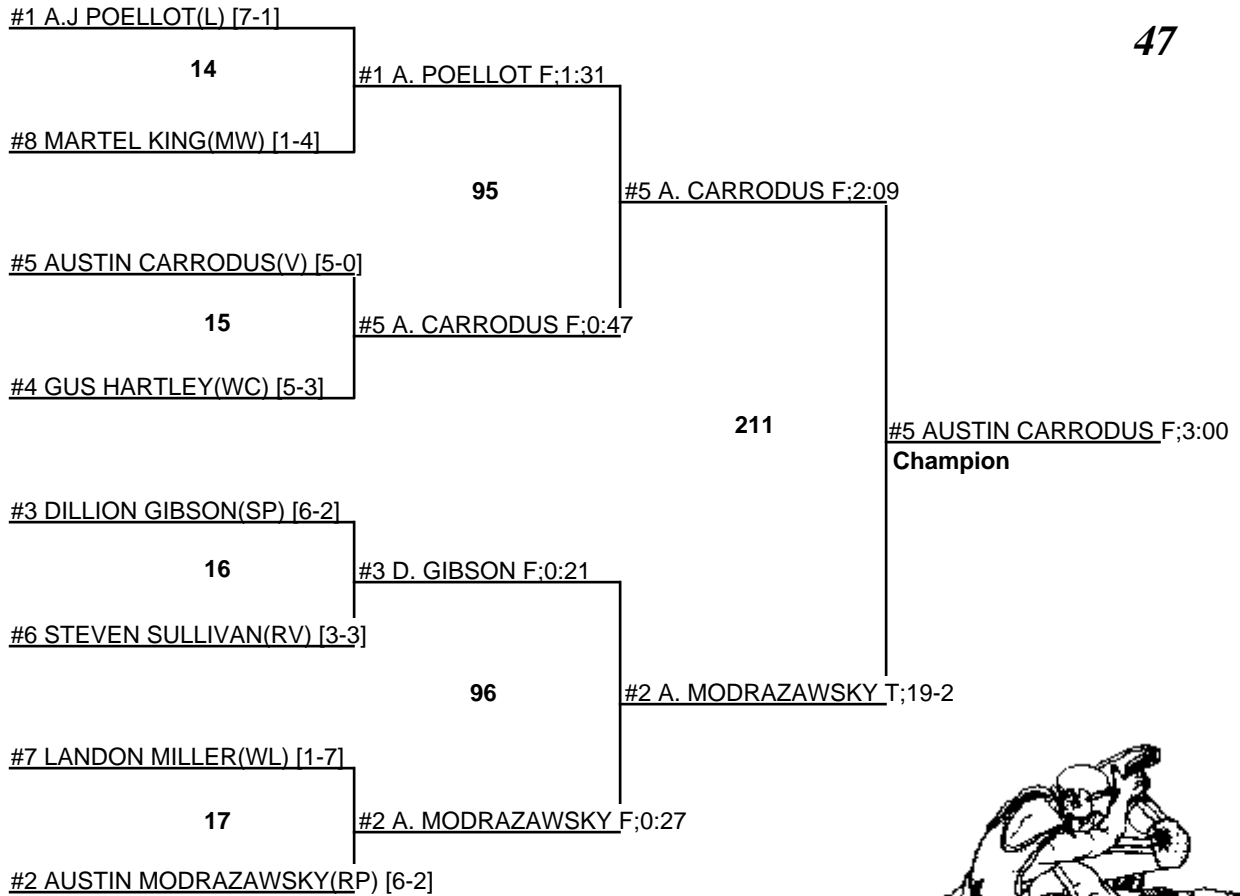 #1 A.J POELLOT(L) [7-1]
47
14
#1 A. POELLOT F;1:31
#8 MARTEL KING(MW) [1-4]
95
#5 A. CARRODUS F;2:09
#5 AUSTIN CARRODUS(V) [5-0]
15
#5 A. CARRODUS F;0:47
#4 GUS HARTLEY(WC) [5-3]
211
#5 AUSTIN CARRODUS F;3:00
Champion
#3 DILLION GIBSON(SP) [6-2]
16
#3 D. GIBSON F;0:21
#6 STEVEN SULLIVAN(RV) [3-3]
96
#2 A. MODRAZAWSKY T;19-2
#7 LANDON MILLER(WL) [1-7]
17
#2 A. MODRAZAWSKY F;0:27
#2 AUSTIN MODRAZAWSKY(RP) [6-2]